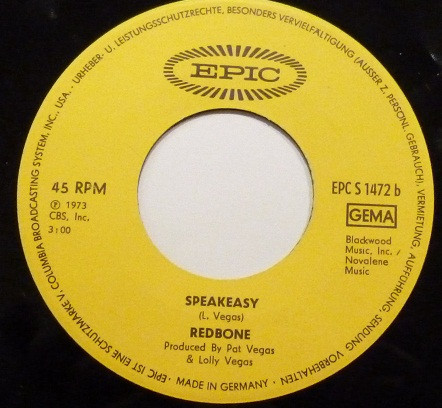 URHEBER- U. LEISTUNGSSCHUTZRECHTE, BESONDERS VERVIELFÄLTIGUNG (AUSSER Z. PERSÖNL. GEBRAUCH), VERMIETUNG, AUFFÜHRUNG, SENDUNG VORBEHALTEN
EPIC
45 RPM
℗ 1973
CBS, Inc.
3:00
EPC S 1472 b
GEMA
Blackwood
Music, Inc. /
Novalene
Music
SPEAKEASY
(L. Vegas)
REDBONE
Produced By Pat Vegas
& Lolly Vegas
· MADE IN GERMANY ·
EPIC IST EINE SCHUTZMARKE V. COLUMBIA BROADCASTING SYSTEM, INC., USA. ·